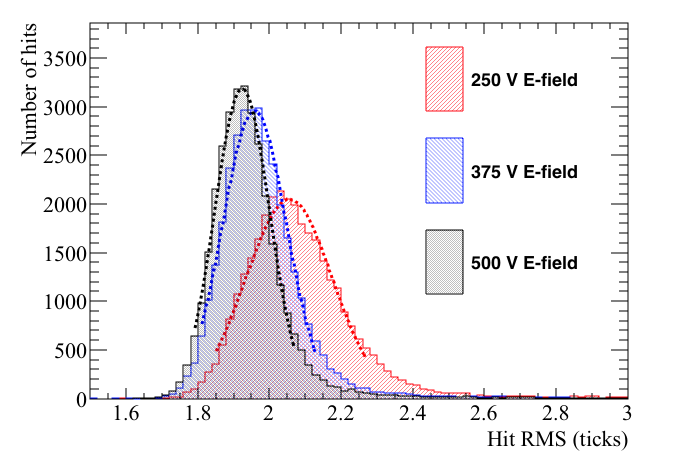 Number of hits
3500
3000
2500
2000
1500
1000
500
0
250 V E-field
375 V E-field
500 V E-field
1.6 1.8 2 2.2 2.4 2.6 2.8 3
Hit RMS (ticks)